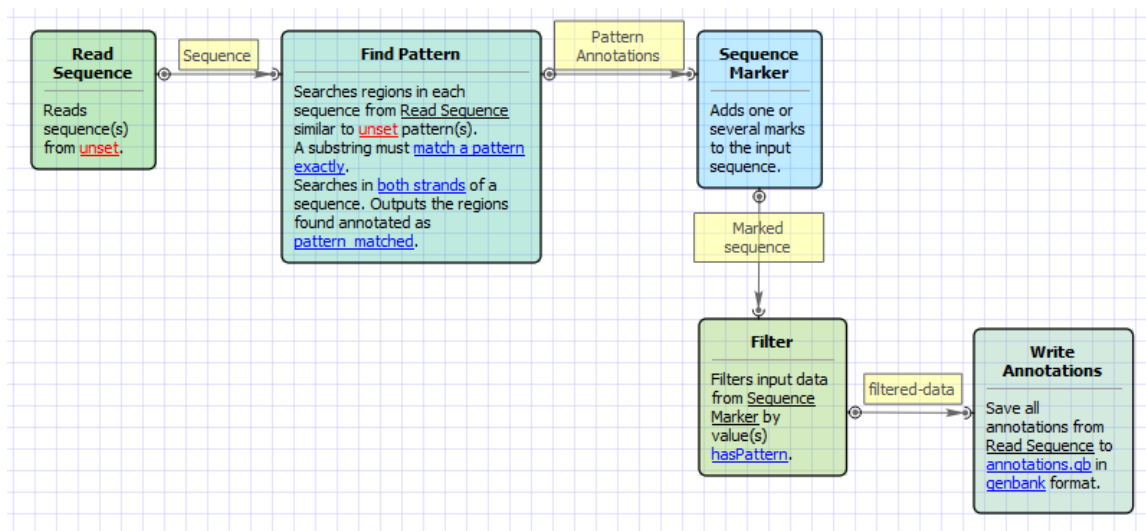 Read
Sequence
Reads
sequence(s)
from unset.
Sequence
Find Pattern
Searches regions in each
sequence from Read Sequence
similar to unset pattern(s).
A substring must match a pattern
exactly.
Searches in both strands of a
sequence. Outputs the regions
found annotated as
pattern_matched.
Pattern
Annotations
Sequence
Marker
Adds one or
several marks
to the input
sequence.
Marked
sequence
Filter
Filters input data
from Sequence
Marker by
value(s)
hasPattern.
filtered-data
Write
Annotations
Save all
annotations from
Read Sequence to
annotations.gb in
genbank format.